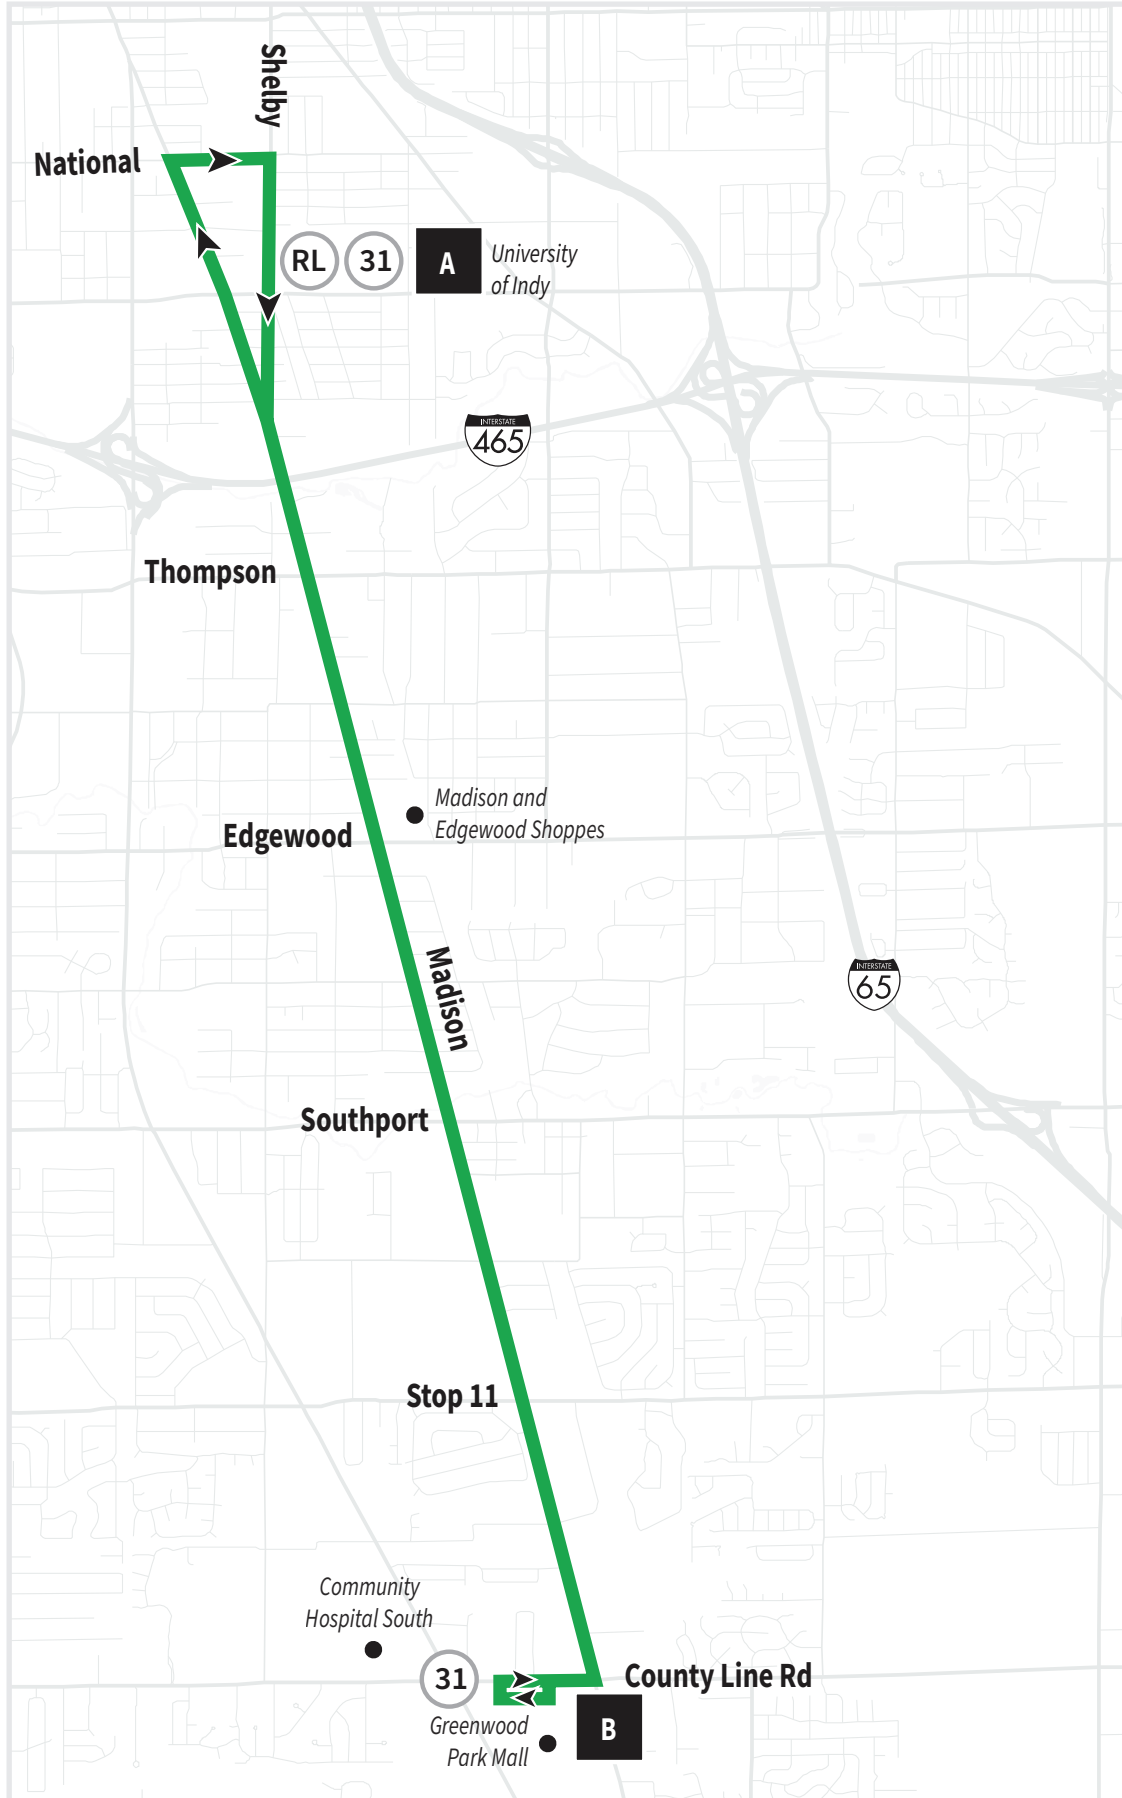 Shelby
National
RL
31
A
University
of Indy
INTERSTATE
465
Thompson
Madison and
Edgewood Shoppes
Edgewood
Madison
INTERSTATE
65
Southport
Stop 11
Community
Hospital South
31
County Line Rd
B
Greenwood
Park Mall